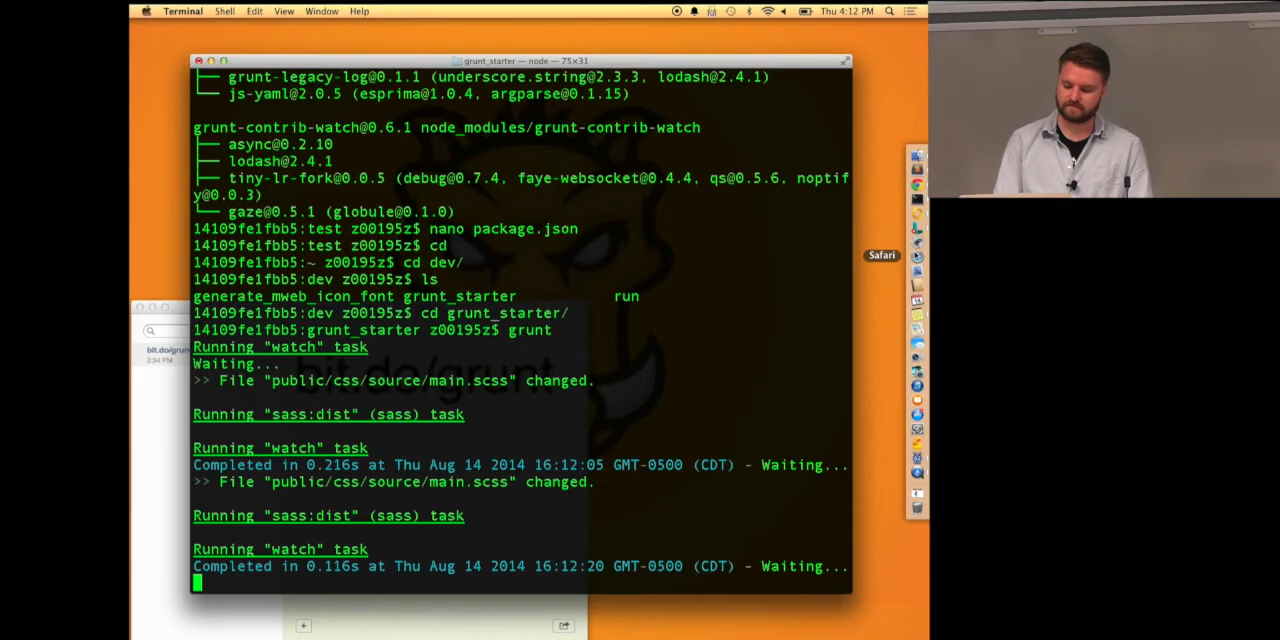 Terminal Shell Edit View Window Help Thu 4:12 PM
grunt_starter — node — 75×31
├── grunt-legacy-log@0.1.1 (underscore.string@2.3.3, lodash@2.4.1)
└── js-yaml@2.0.5 (esprima@1.0.4, argparse@0.1.15)
grunt-contrib-watch@0.6.1 node_modules/grunt-contrib-watch
├── async@0.2.10
├── lodash@2.4.1
├── tiny-lr-fork@0.0.5 (debug@0.7.4, faye-websocket@0.4.4, qs@0.5.6, noptif
y@0.0.3)
└── gaze@0.5.1 (globule@0.1.0)
14109fe1fbb5:test z00195z$ nano package.json
14109fe1fbb5:test z00195z$ cd
14109fe1fbb5:~ z00195z$ cd dev/
14109fe1fbb5:dev z00195z$ ls
generate_mweb_icon_font grunt_starter run
14109fe1fbb5:dev z00195z$ cd grunt_starter/
14109fe1fbb5:grunt_starter z00195z$ grunt
Running "watch" task
Waiting...
>> File "public/css/source/main.scss" changed.
Running "sass:dist" (sass) task
Running "watch" task
Completed in 0.216s at Thu Aug 14 2014 16:12:05 GMT-0500 (CDT) - Waiting...
>> File "public/css/source/main.scss" changed.
Running "sass:dist" (sass) task
Running "watch" task
Completed in 0.116s at Thu Aug 14 2014 16:12:20 GMT-0500 (CDT) - Waiting...
bit.do/grunt
Safari
bit.do/grun
2:34 PM